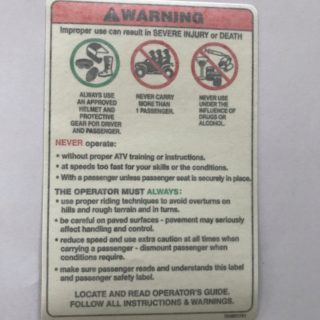 WARNING
Improper use can result in SEVERE INJURY or DEATH
ALWAYS USE
AN APPROVED
HELMET AND
PROTECTIVE
GEAR FOR DRIVER
AND PASSENGER.
NEVER CARRY
MORE THAN
1 PASSENGER.
NEVER USE
UNDER THE
INFLUENCE OF
DRUGS OR
ALCOHOL.
NEVER operate:
• without proper ATV training or instructions.
• at speeds too fast for your skills or the conditions.
• With a passenger unless passenger seat is securely in place.
THE OPERATOR MUST ALWAYS:
• use proper riding techniques to avoid overturns on
hills and rough terrain and in turns.
• be careful on paved surfaces - pavement may seriously
affect handling and control.
• reduce speed and use extra caution at all times when
carrying a passenger - dismount passenger when
conditions require.
• make sure passenger reads and understands this label
and passenger safety label.
LOCATE AND READ OPERATOR'S GUIDE.
FOLLOW ALL INSTRUCTIONS & WARNINGS.